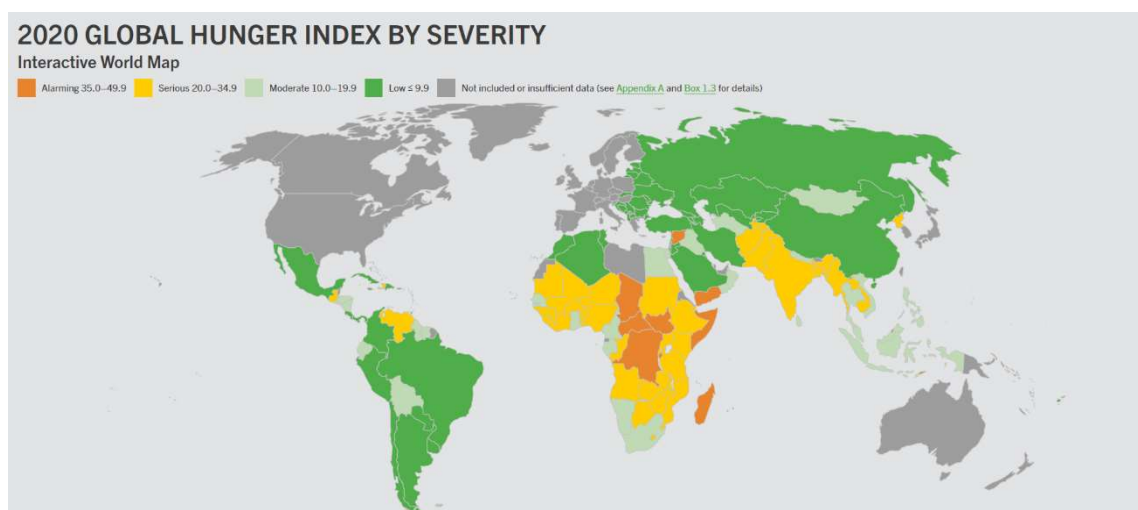 2020 GLOBAL HUNGER INDEX BY SEVERITY
Interactive World Map
Alarming 35.0–49.9 Serious 20.0–34.9 Moderate 10.0–19.9 Low ≤ 9.9 Not included or insufficient data (see Appendix A and Box 1.3 for details)